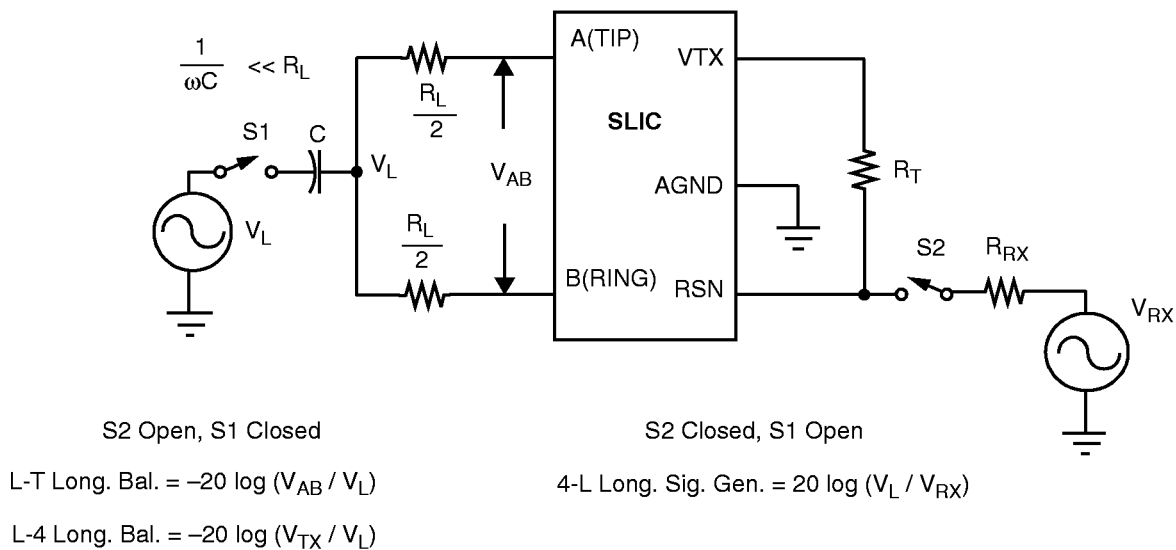 1
ωC
<< R_L
S1
C
V_L
V_L
R_L
2
R_L
2
V_AB
A(TIP)
B(RING)
SLIC
VTX
AGND
RSN
R_T
S2
R_RX
V_RX
S2 Open, S1 Closed
L-T Long. Bal. = –20 log (V_AB / V_L)
L-4 Long. Bal. = –20 log (V_TX / V_L)
S2 Closed, S1 Open
4-L Long. Sig. Gen. = 20 log (V_L / V_RX)